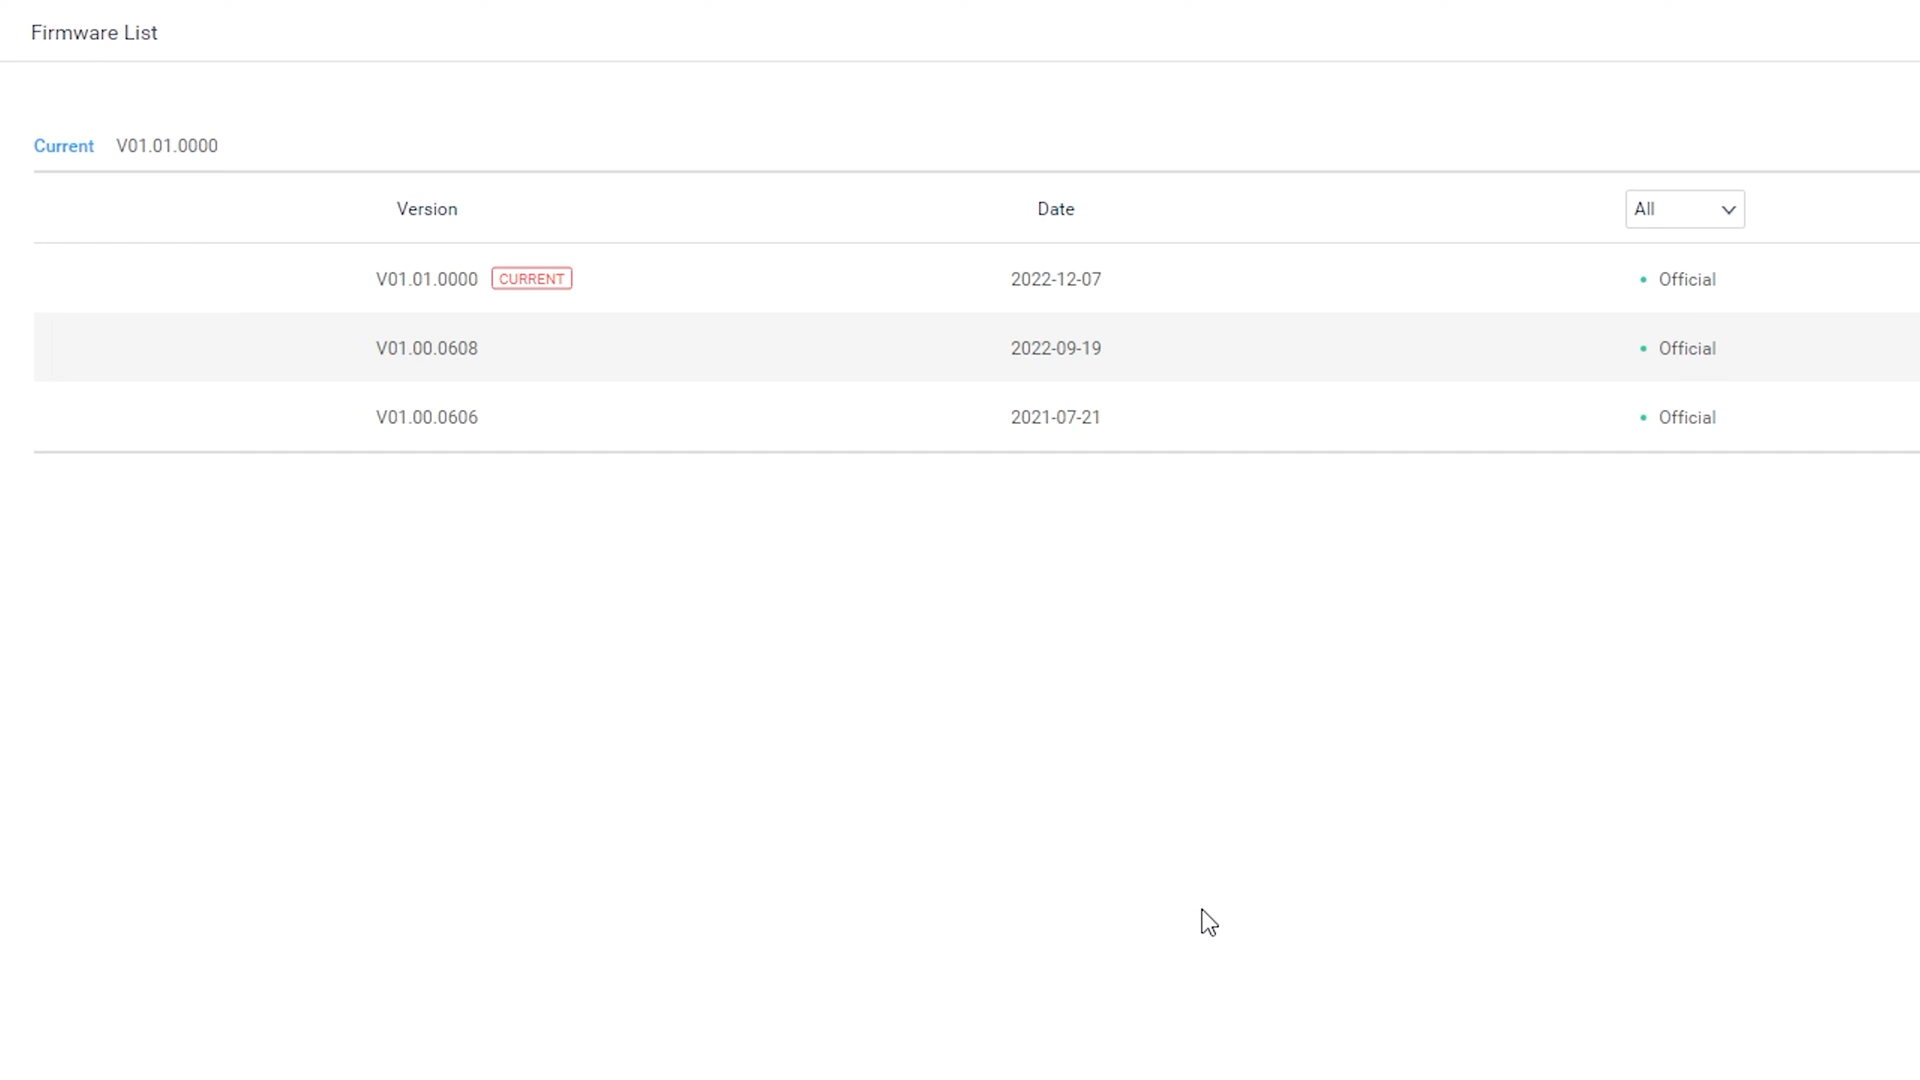 Firmware List
Current V01.01.0000
Version Date All
V01.01.0000 CURRENT 2022-12-07 Official
V01.00.0608 2022-09-19 Official
V01.00.0606 2021-07-21 Official